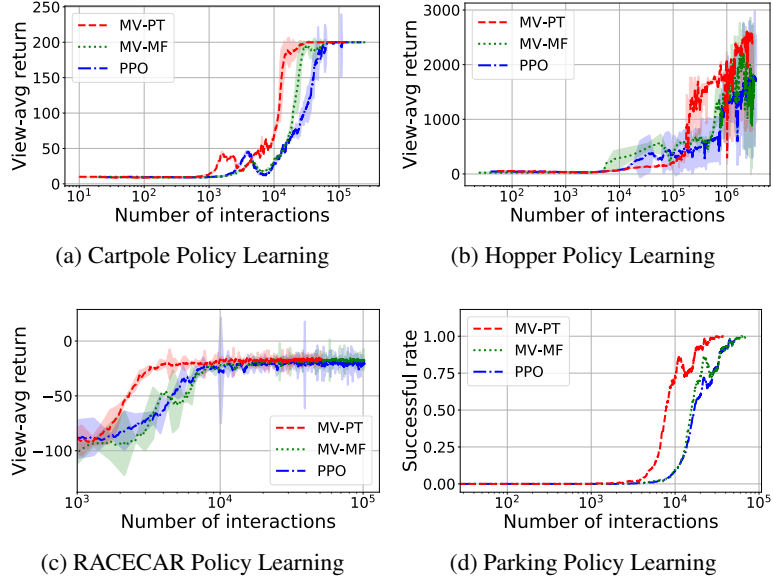 250
200
150
100
50
0
View-avg return
MV-PT
MV-MF
PPO
10^1 10^2 10^3 10^4 10^5
Number of interactions
(a) Cartpole Policy Learning
3000
2000
1000
0
View-avg return
MV-PT
MV-MF
PPO
10^2 10^3 10^4 10^5 10^6
Number of interactions
(b) Hopper Policy Learning
0
−50
−100
View-avg return
MV-PT
MV-MF
PPO
10^3 10^4 10^5
Number of interactions
(c) RACECAR Policy Learning
1.00
0.75
0.50
0.25
0.00
Successful rate
MV-PT
MV-MF
PPO
10^2 10^3 10^4 10^5
Number of interactions
(d) Parking Policy Learning